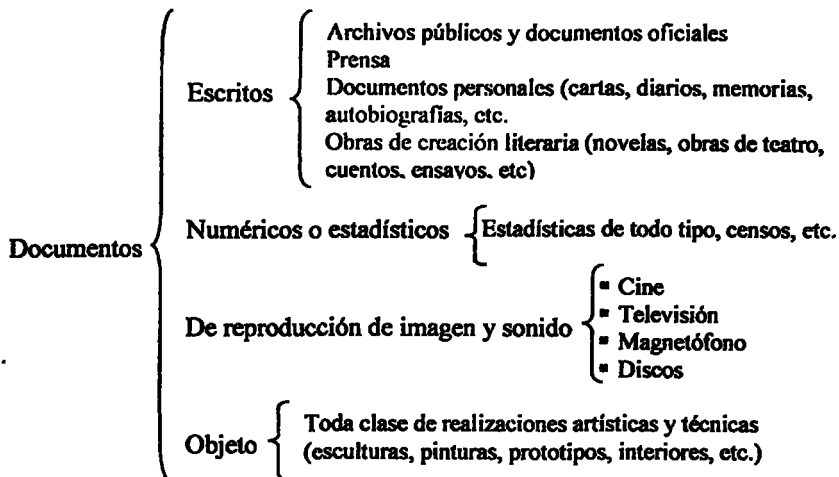 Documentos
Escritos
Archivos públicos y documentos oficiales
Prensa
Documentos personales (cartas, diarios, memorias,
autobiografías, etc.
Obras de creación literaria (novelas, obras de teatro,
cuentos, ensayos, etc)
Numéricos o estadísticos
Estadísticas de todo tipo, censos, etc.
De reproducción de imagen y sonido
▪ Cine
▪ Televisión
▪ Magnetófono
▪ Discos
Objeto
Toda clase de realizaciones artísticas y técnicas
(esculturas, pinturas, prototipos, interiores, etc.)